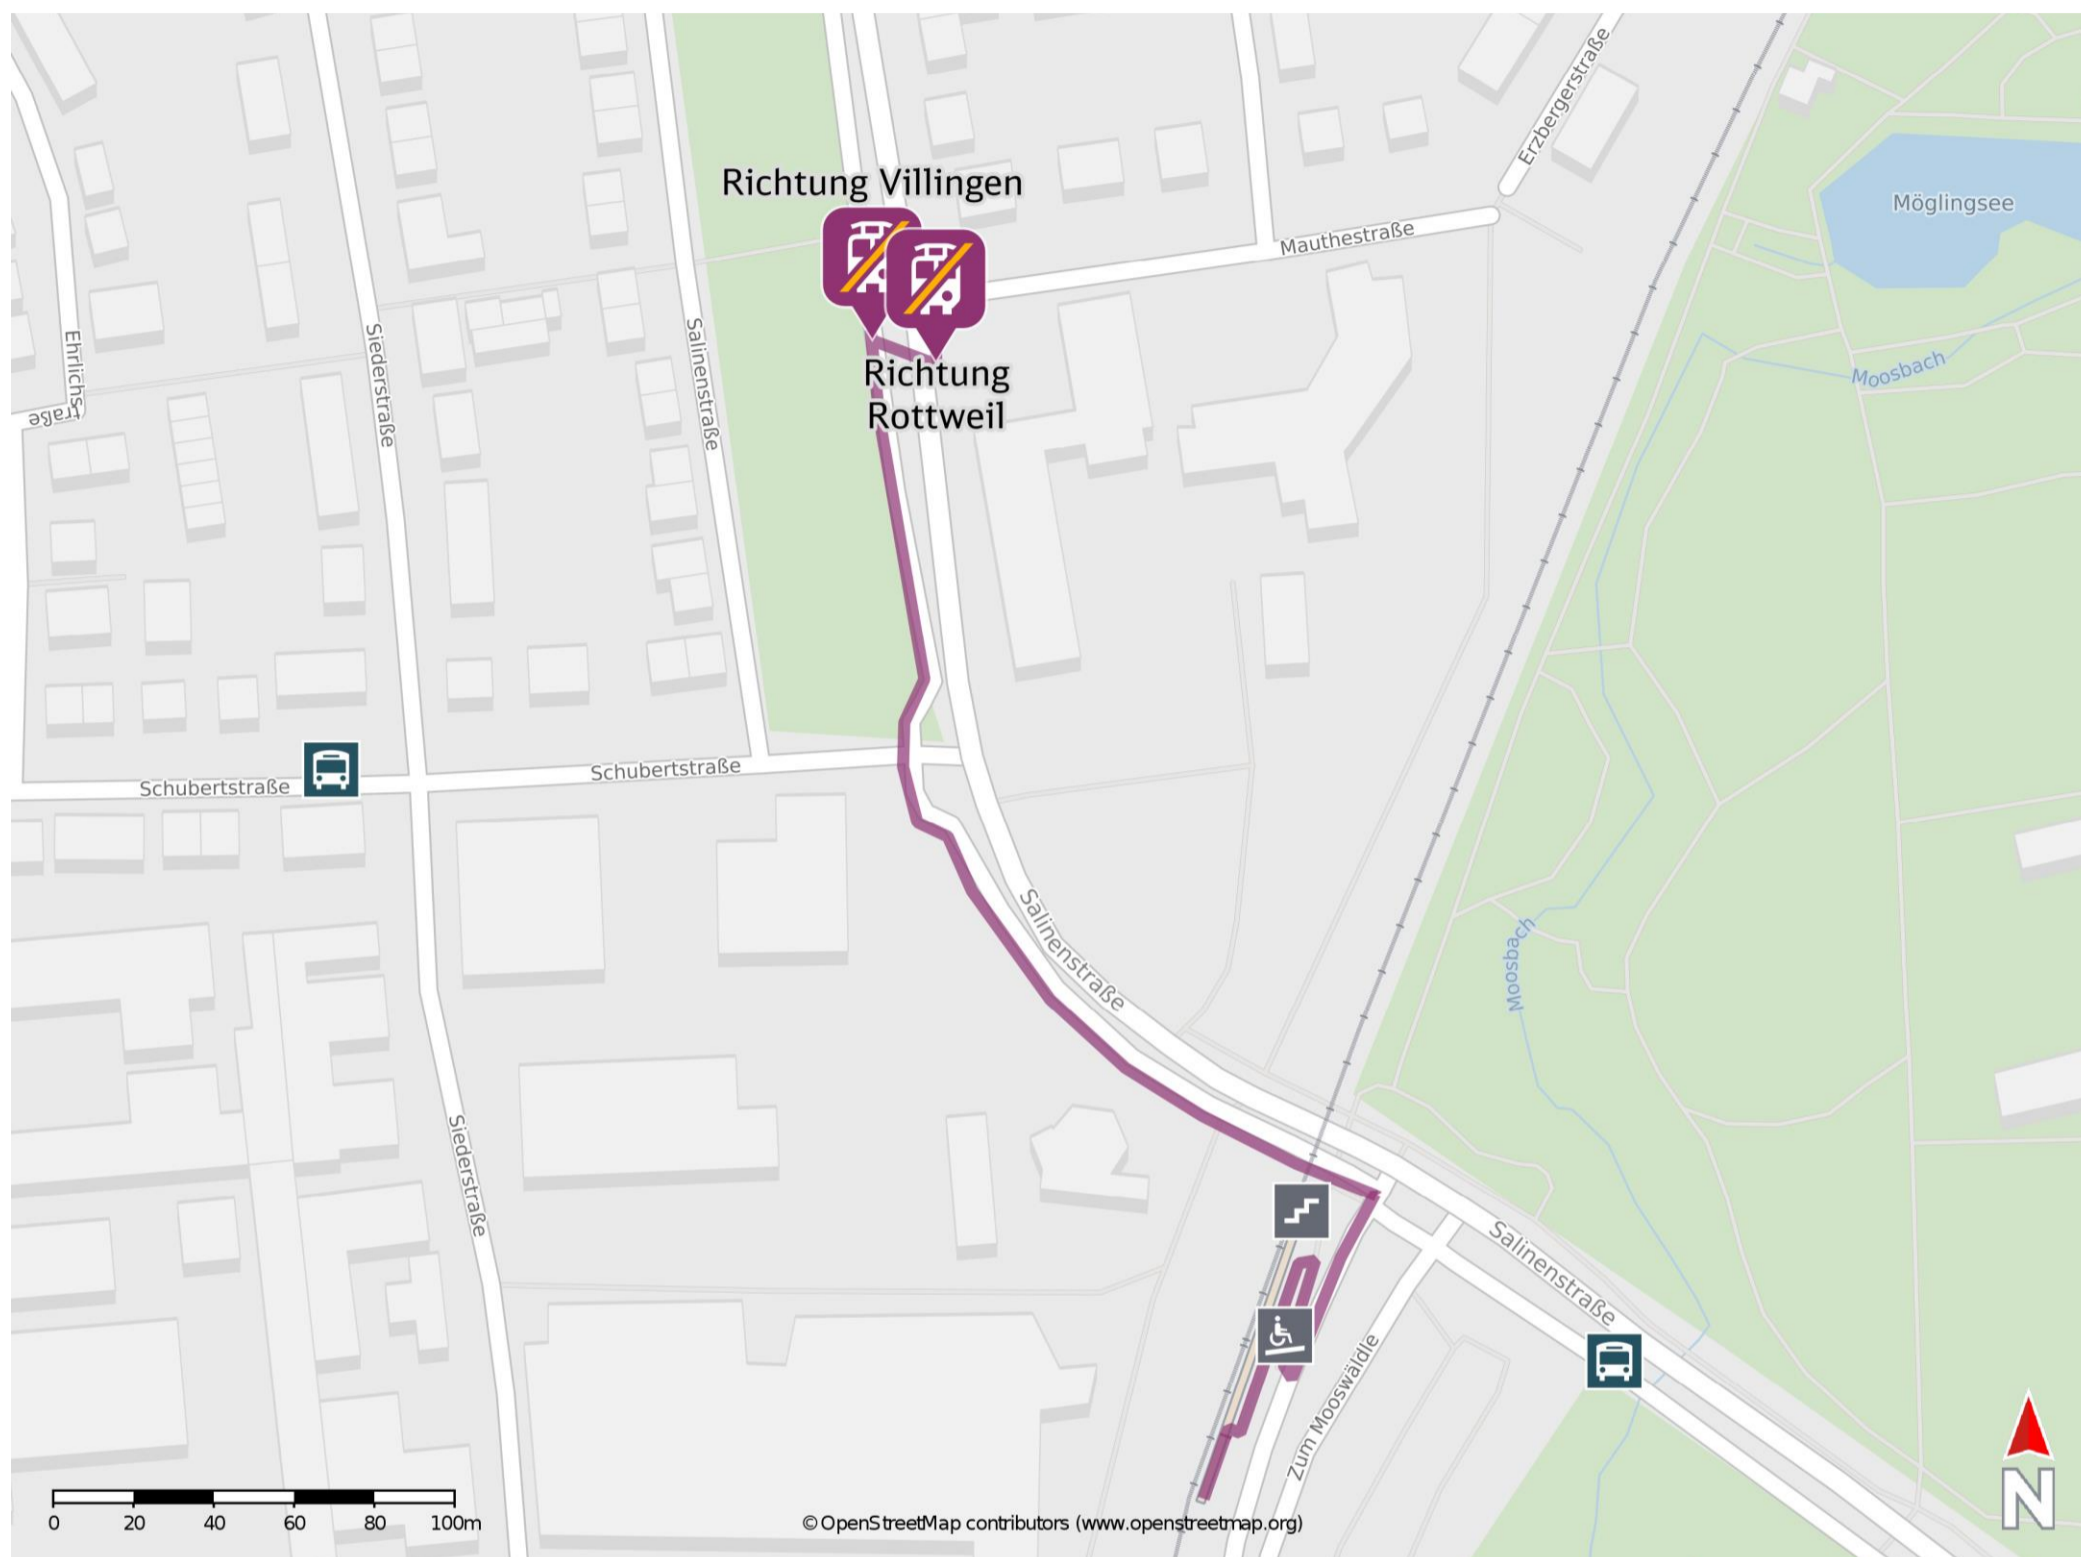 Erzbergerstraße
Richtung Villingen
Möglingsee
Mauthestraße
Ehrlichstraße
Siederstraße
Salinenstraße
Moosbach
Richtung
Rottweil
Schubertstraße
Schubertstraße
Salinenstraße
Moosbach
Siederstraße
Salinenstraße
Zum Mooswäldle
N
0 20 40 60 80 100m
© OpenStreetMap contributors (www.openstreetmap.org)